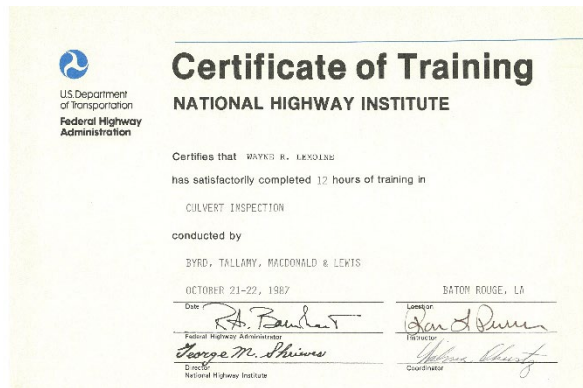 Certificate of Training
U.S. Department
of Transportation
Federal Highway
Administration
NATIONAL HIGHWAY INSTITUTE
Certifies that WAYNE R. LEMOINE
has satisfactorily completed 12 hours of training in
CULVERT INSPECTION
conducted by
BYRD, TALLAMY, MACDONALD & LEWIS
OCTOBER 21-22, 1987 BATON ROUGE, LA
Date Location
R.A. Barnhart
Federal Highway Administrator Instructor
George M. Shrieves
Director Coordinator
National Highway Institute